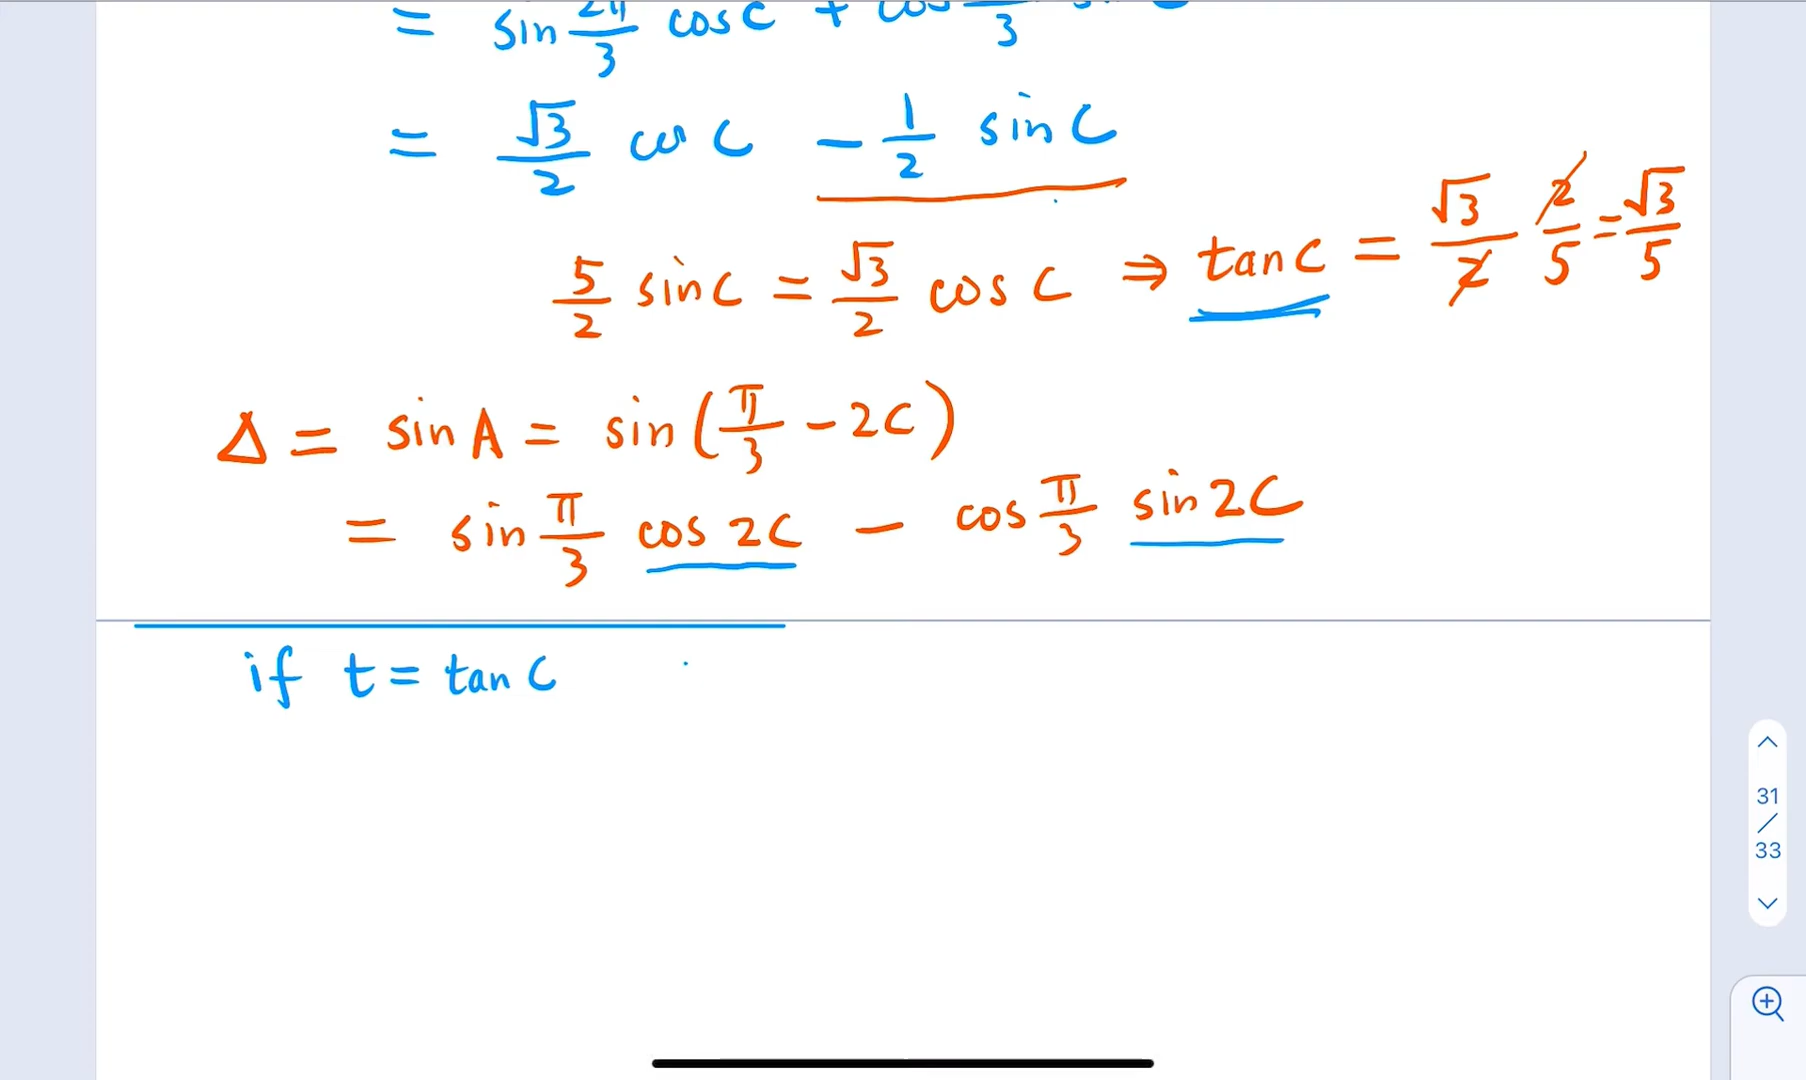 = sin 2π/3 cos C + cos /3
= √3/2 cos C - 1/2 sin C
5/2 sin C = √3/2 cos C ⇒ tan C = √3/2 2/5 = √3/5
Δ = sin A = sin (π/3 - 2C)
= sin π/3 cos 2C - cos π/3 sin 2C
if t = tan C
31
/
33